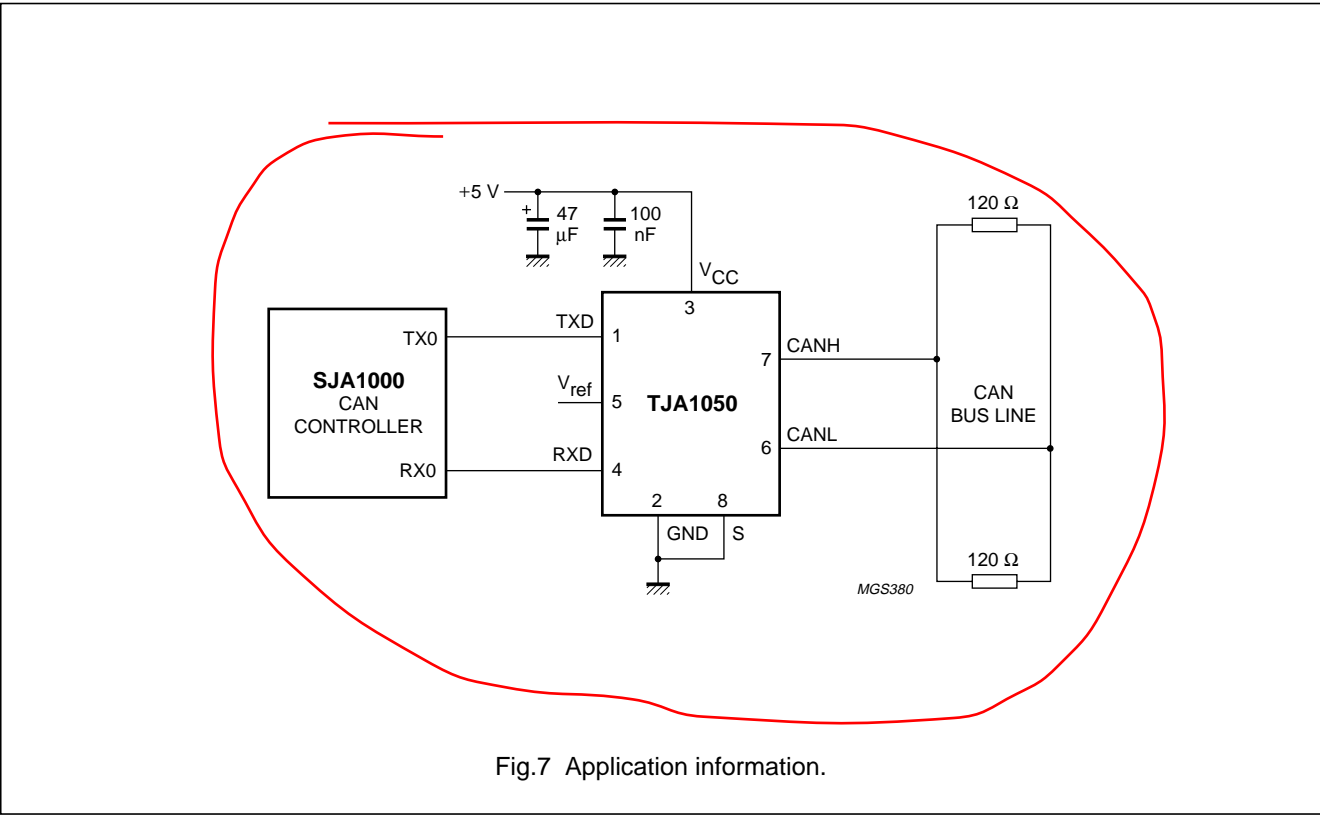 +5 V
+
47
μF
100
nF
VCC
3
120 Ω
TXD
1
TX0
7
CANH
SJA1000
CAN
CONTROLLER
Vref
5
TJA1050
CAN
BUS LINE
6
CANL
RXD
4
RX0
2
8
GND
S
120 Ω
MGS380
Fig.7 Application information.